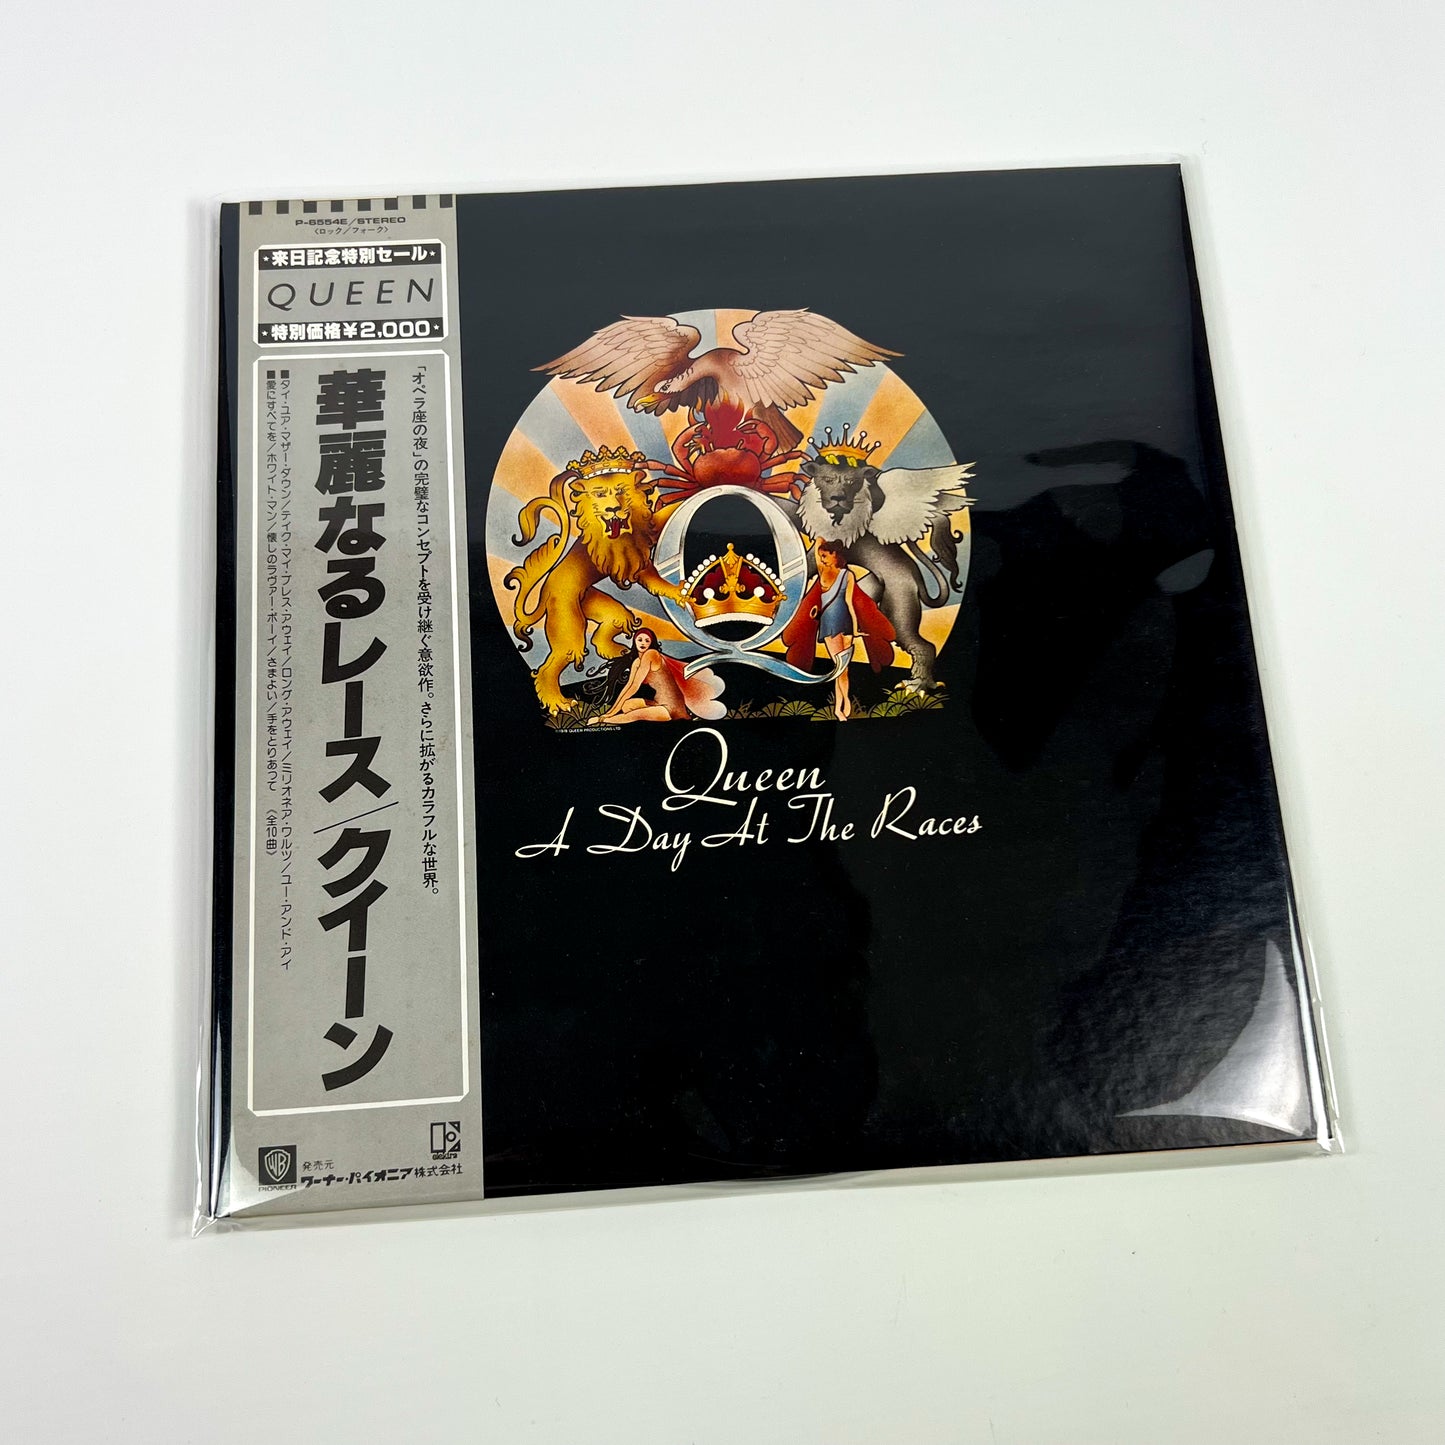 P-6554E/STEREO
〈ロック/フォーク〉
★来日記念特別セール★
QUEEN
★特別価格¥2,000★
「オペラ座の夜」の完璧なコンセプトを受け継ぐ意欲作。さらに拡がるカラフルな世界。
華麗なるレース/クイーン
■タイ・ユア・マザー・ダウン/テイク・マイ・ブレス・アウェイ/ロング・アウェイ/ミリオネア・ワルツ/ユー・アンド・アイ
■愛にすべてを/ホワイト・マン/懐しのラヴァー・ボーイ/さまよい/手をとりあって 〈全10曲〉
elektra
WB
PIONEER
発売元
ワーナー・パイオニア株式会社
©1976 QUEEN PRODUCTIONS LTD
Queen
A Day At The Races